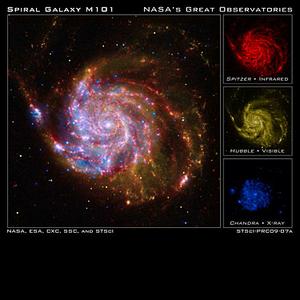 Spiral Galaxy M101
NASA's Great Observatories
Spitzer • Infrared
Hubble • Visible
Chandra • X-ray
NASA, ESA, CXC, SSC, and STScI
STScI-PRC09-07a